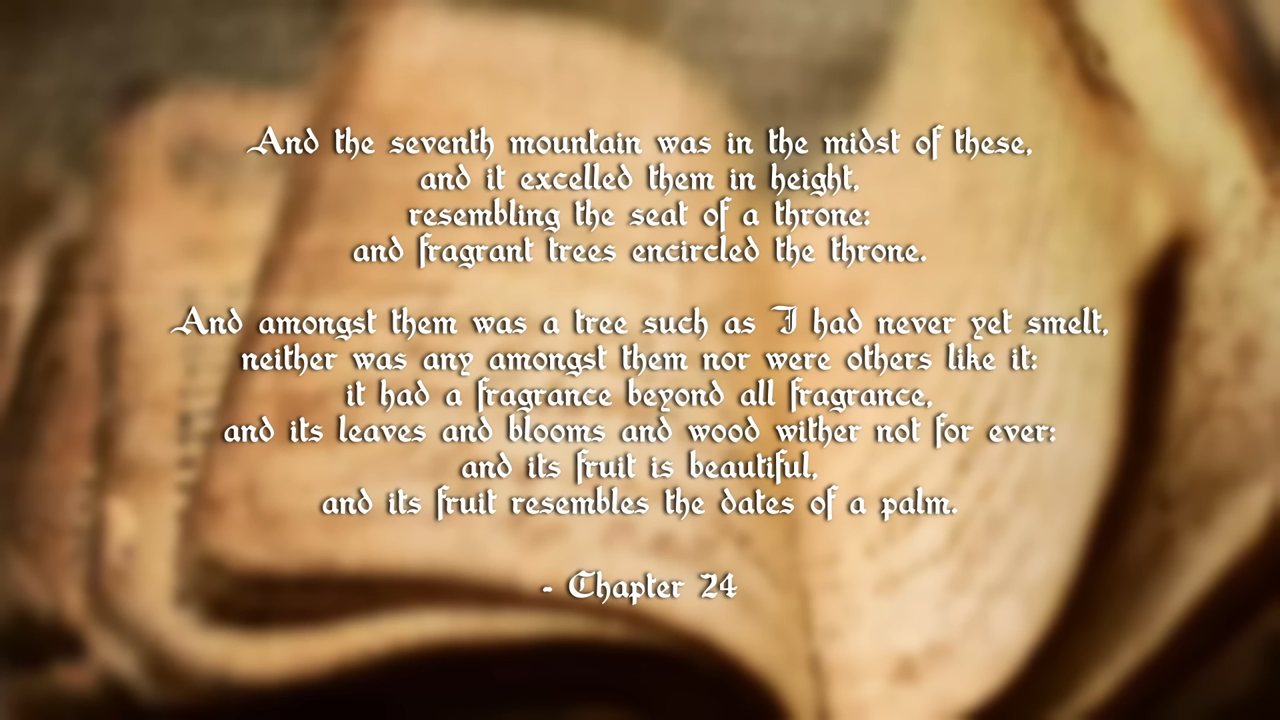 And the seventh mountain was in the midst of these,
and it excelled them in height,
resembling the seat of a throne:
and fragrant trees encircled the throne.
And amongst them was a tree such as I had never yet smelt,
neither was any amongst them nor were others like it:
it had a fragrance beyond all fragrance,
and its leaves and blooms and wood wither not for ever:
and its fruit is beautiful,
and its fruit resembles the dates of a palm.
- Chapter 24